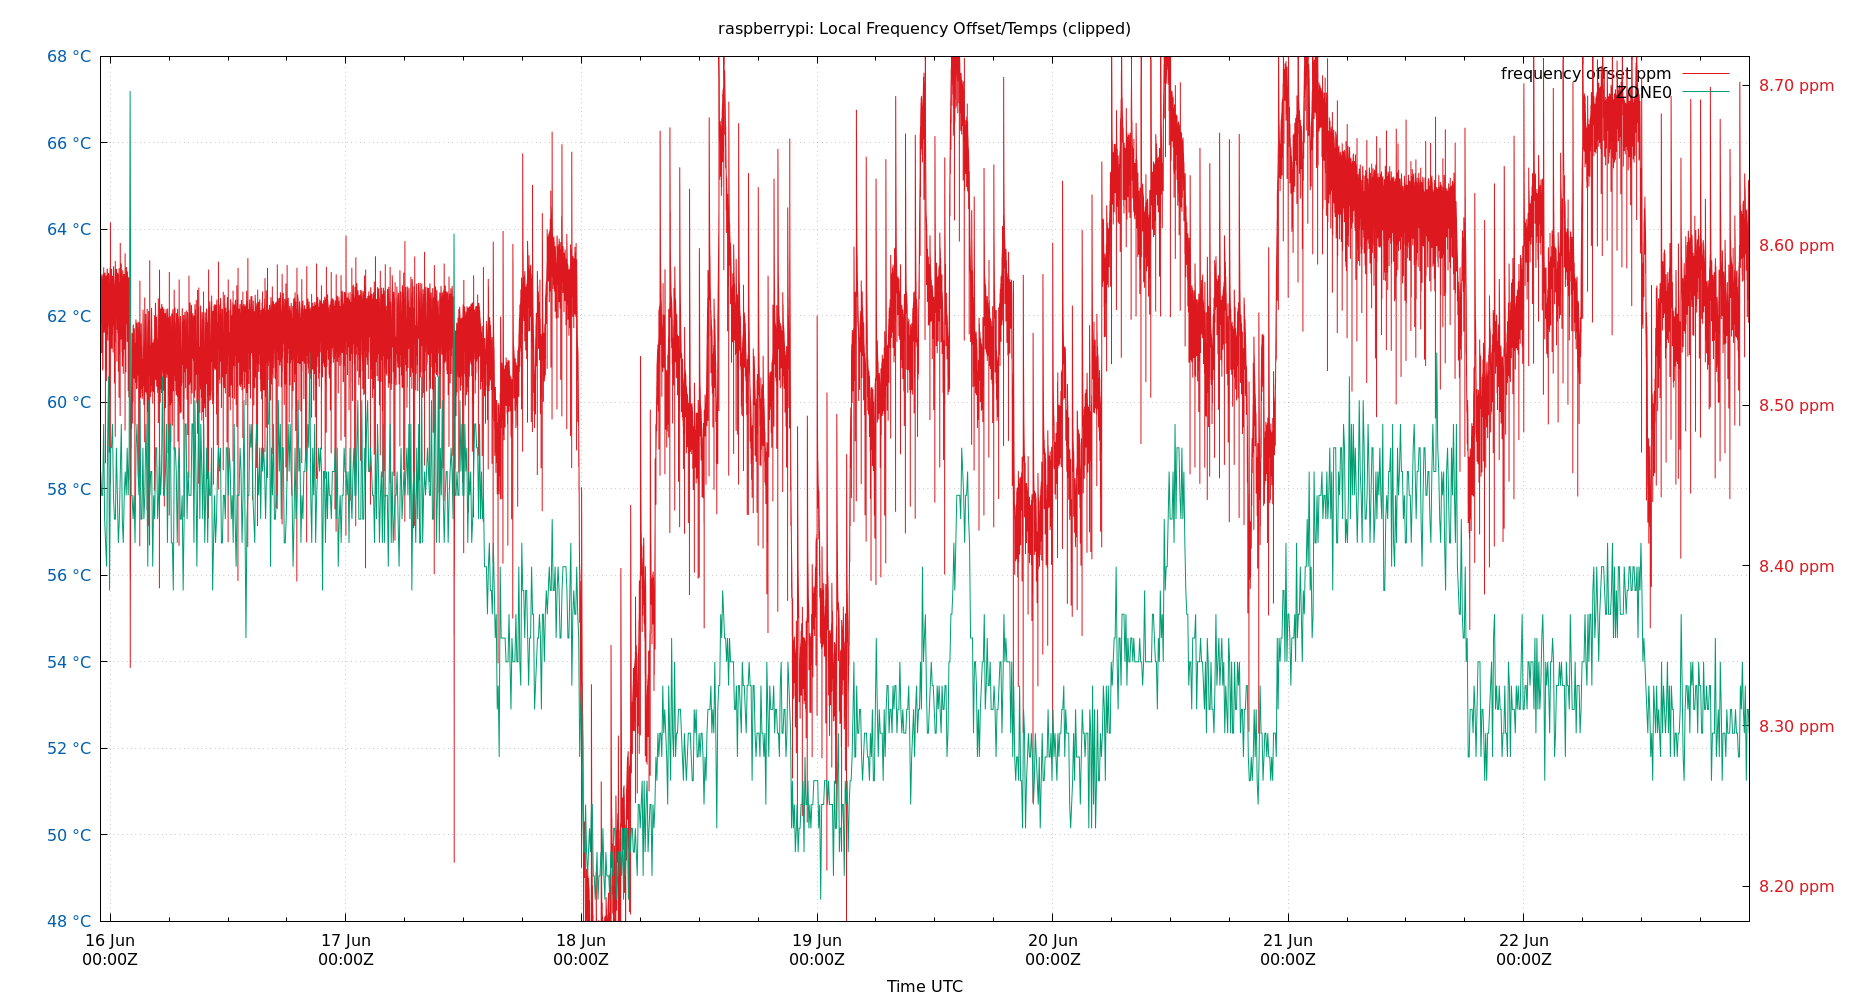 raspberrypi: Local Frequency Offset/Temps (clipped)
68 °C
66 °C
64 °C
62 °C
60 °C
58 °C
56 °C
54 °C
52 °C
50 °C
48 °C
frequency offset ppm
ZONE0
8.70 ppm
8.60 ppm
8.50 ppm
8.40 ppm
8.30 ppm
8.20 ppm
16 Jun
00:00Z
17 Jun
00:00Z
18 Jun
00:00Z
19 Jun
00:00Z
20 Jun
00:00Z
21 Jun
00:00Z
22 Jun
00:00Z
Time UTC